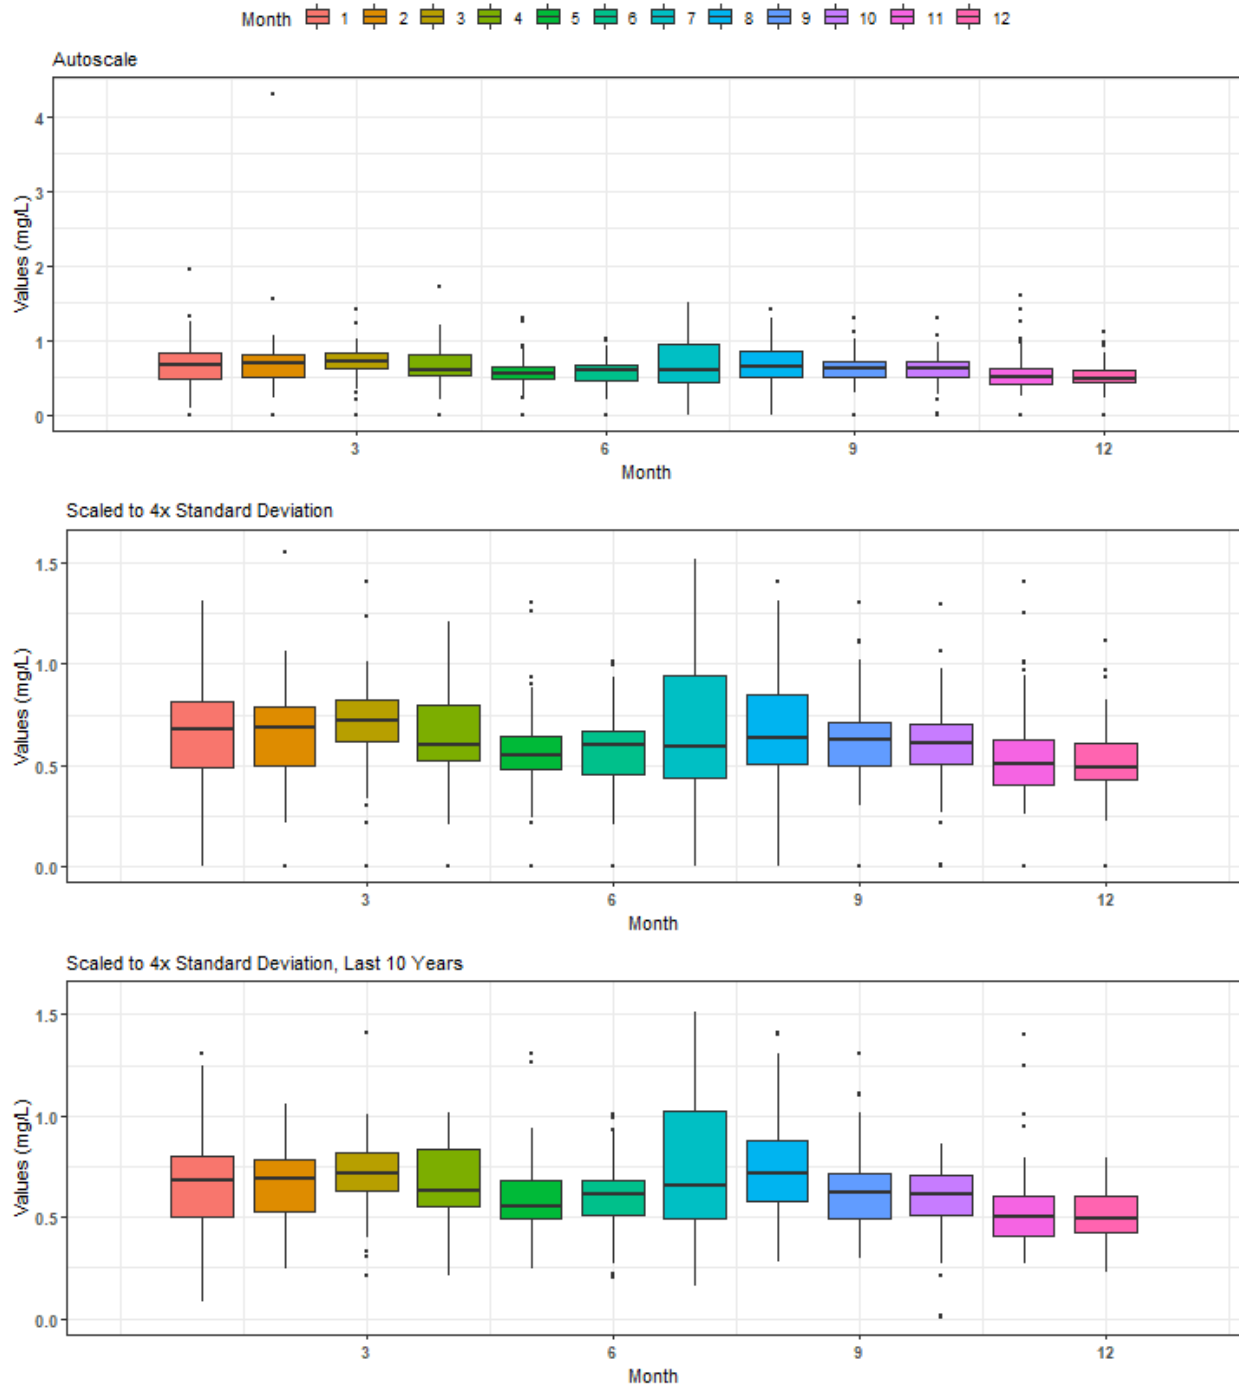 Month 1 2 3 4 5 6 7 8 9 10 11 12
Autoscale
Values (mg/L)
4
3
2
1
0
3 6 9 12
Month
Scaled to 4x Standard Deviation
Values (mg/L)
1.5
1.0
0.5
0.0
3 6 9 12
Month
Scaled to 4x Standard Deviation, Last 10 Years
Values (mg/L)
1.5
1.0
0.5
0.0
3 6 9 12
Month